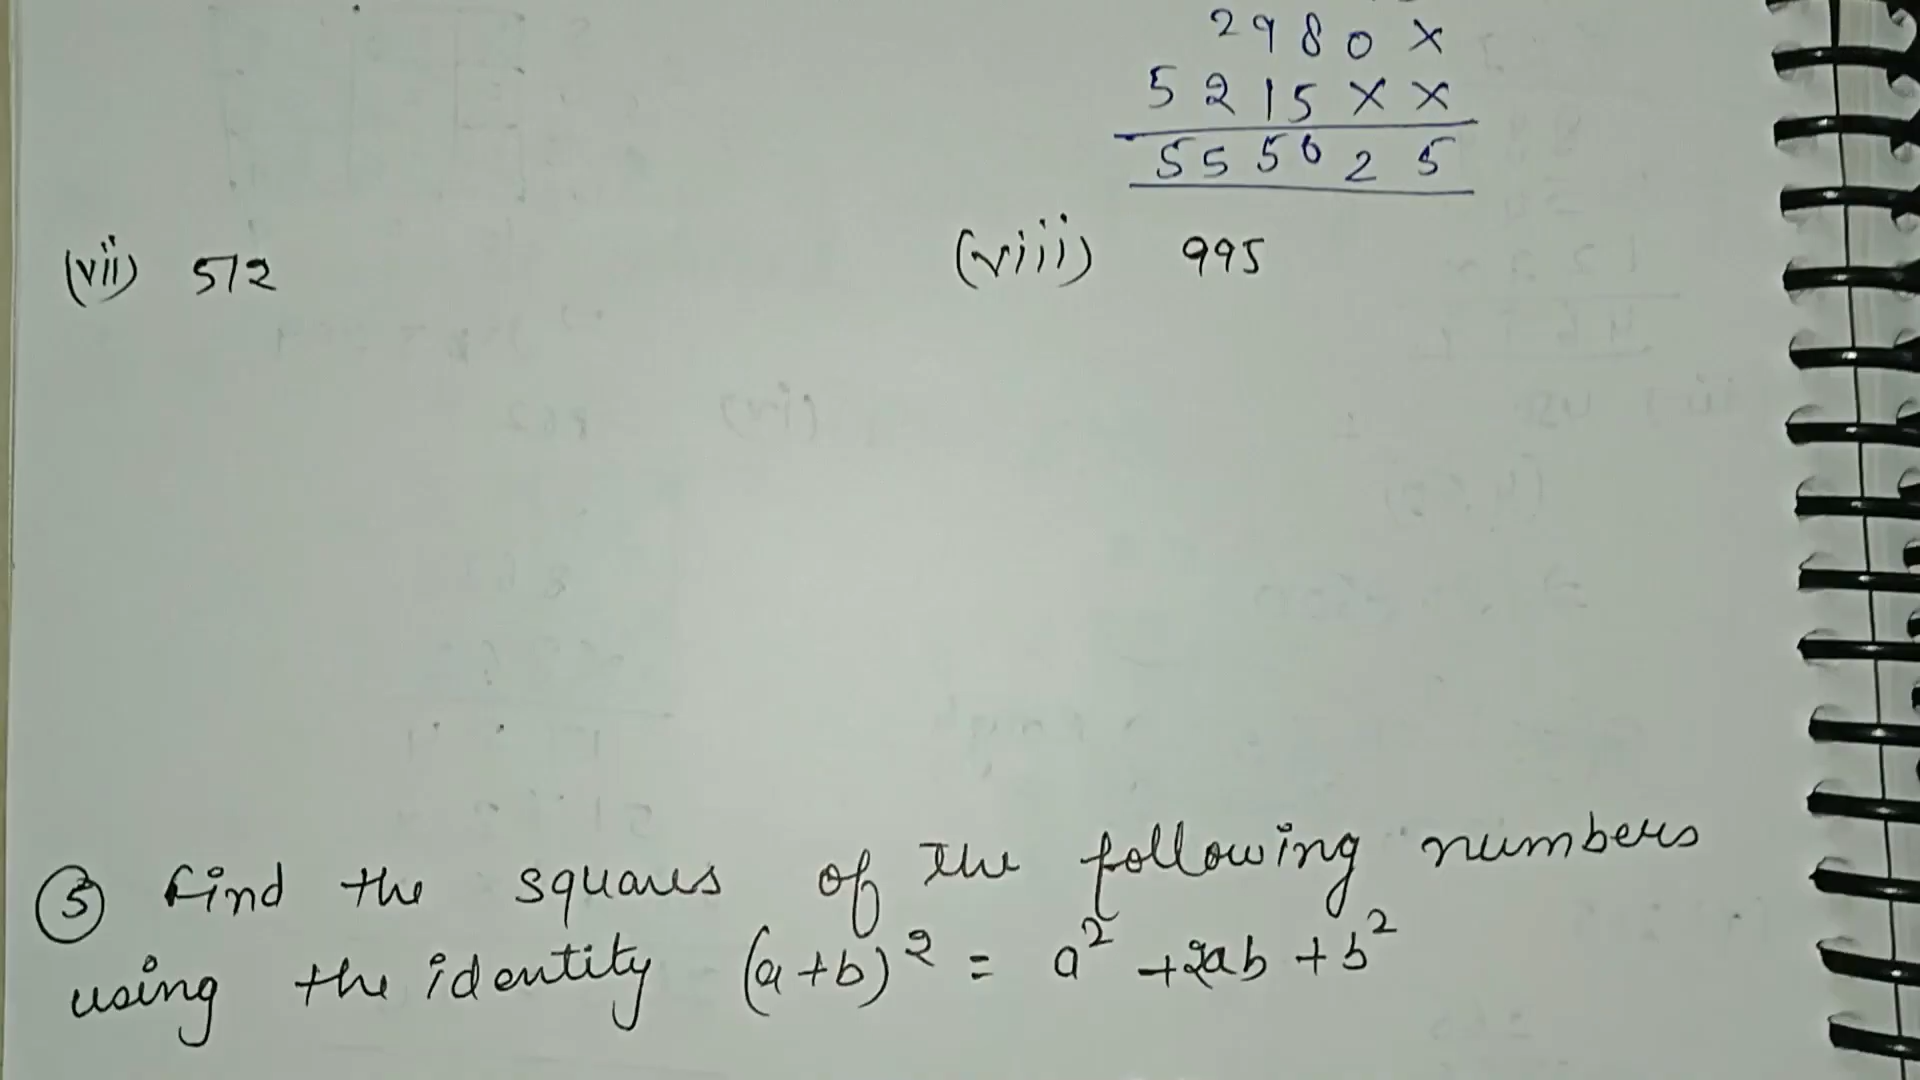 2980 X
5215 X X
555025
(vii) 512
(viii) 995
(5) Find the squares of the following numbers
using the identity (a+b)² = a² +2ab +b²